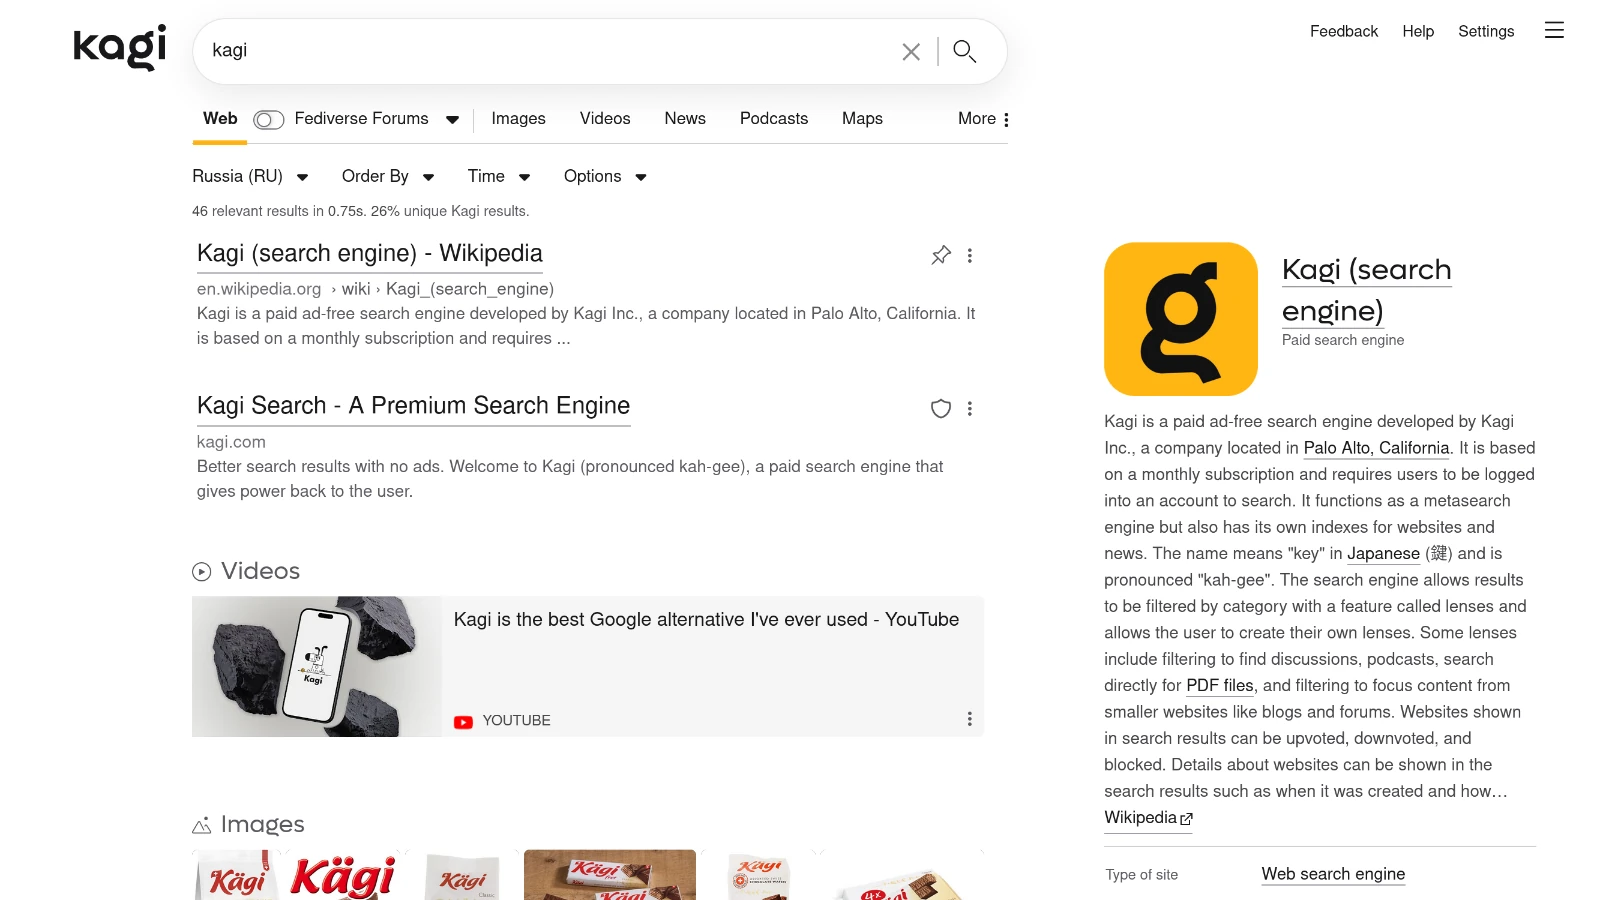 kagi
kagi
Feedback
Help
Settings
Web
Fediverse Forums
Images
Videos
News
Podcasts
Maps
More
Russia (RU)
Order By
Time
Options
46 relevant results in 0.75s. 26% unique Kagi results.
Kagi (search engine) - Wikipedia
en.wikipedia.org › wiki › Kagi_(search_engine)
Kagi is a paid ad-free search engine developed by Kagi Inc., a company located in Palo Alto, California. It
is based on a monthly subscription and requires ...
Kagi Search - A Premium Search Engine
kagi.com
Better search results with no ads. Welcome to Kagi (pronounced kah-gee), a paid search engine that
gives power back to the user.
Videos
Kagi
Kagi is the best Google alternative I've ever used - YouTube
YOUTUBE
Images
Kägi
Kägi
Kägi
Classic
Kägi
Kägi
Kägi
4x
g
Kagi (search
engine)
Paid search engine
Kagi is a paid ad-free search engine developed by Kagi
Inc., a company located in Palo Alto, California. It is based
on a monthly subscription and requires users to be logged
into an account to search. It functions as a metasearch
engine but also has its own indexes for websites and
news. The name means "key" in Japanese (鍵) and is
pronounced "kah-gee". The search engine allows results
to be filtered by category with a feature called lenses and
allows the user to create their own lenses. Some lenses
include filtering to find discussions, podcasts, search
directly for PDF files, and filtering to focus content from
smaller websites like blogs and forums. Websites shown
in search results can be upvoted, downvoted, and
blocked. Details about websites can be shown in the
search results such as when it was created and how…
Wikipedia
Type of site
Web search engine